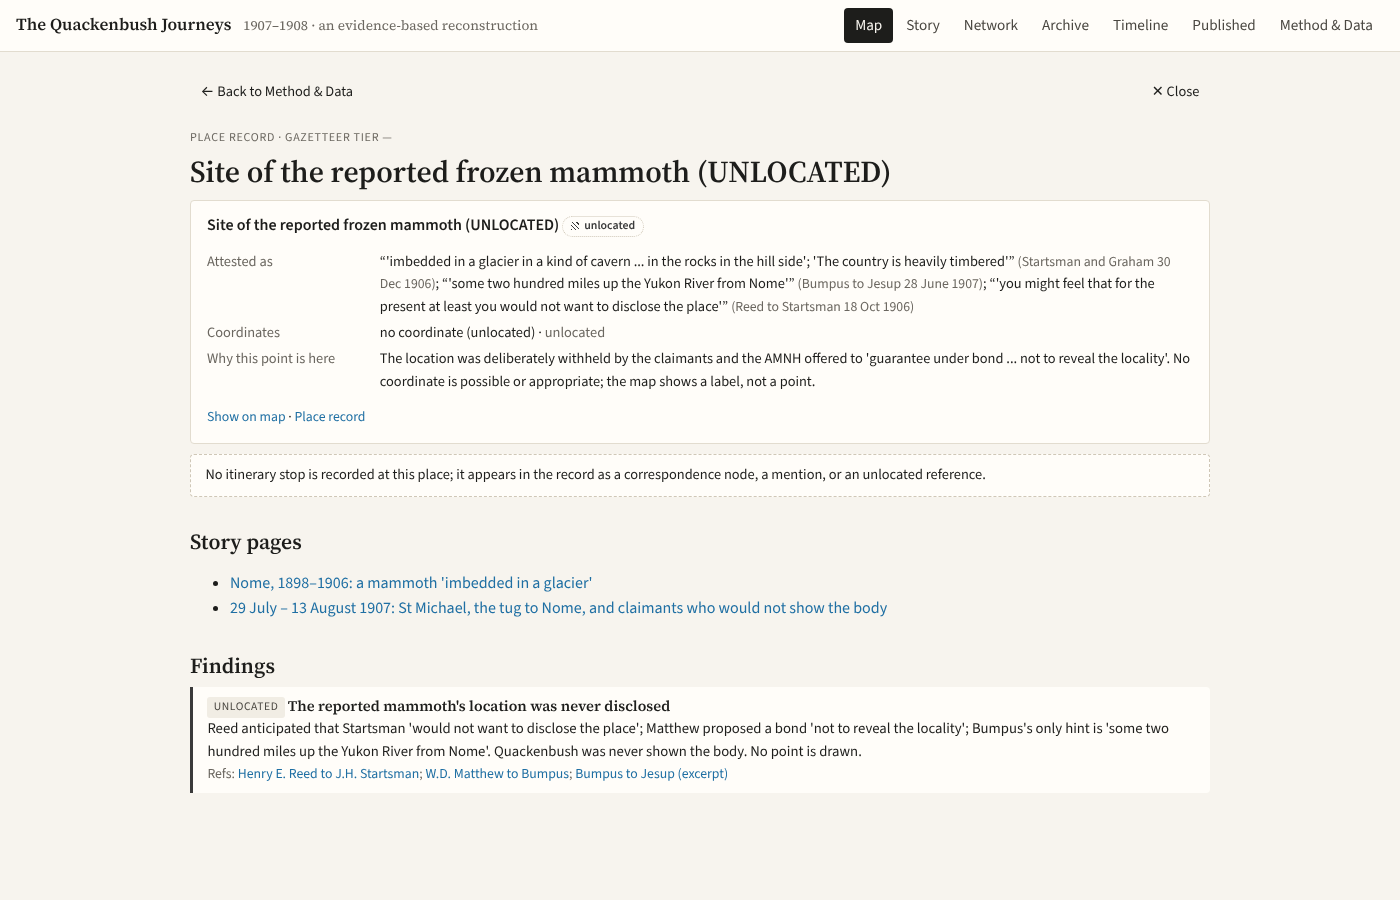 The Quackenbush Journeys 1907–1908 · an evidence-based reconstruction
Map Story Network Archive Timeline Published Method & Data
← Back to Method & Data
✕ Close
PLACE RECORD · GAZETTEER TIER —
Site of the reported frozen mammoth (UNLOCATED)
Site of the reported frozen mammoth (UNLOCATED) unlocated
Attested as
“'imbedded in a glacier in a kind of cavern ... in the rocks in the hill side'; 'The country is heavily timbered'” (Startsman and Graham 30
Dec 1906); “'some two hundred miles up the Yukon River from Nome'” (Bumpus to Jesup 28 June 1907); “'you might feel that for the
present at least you would not want to disclose the place'” (Reed to Startsman 18 Oct 1906)
Coordinates
no coordinate (unlocated) · unlocated
Why this point is here
The location was deliberately withheld by the claimants and the AMNH offered to 'guarantee under bond ... not to reveal the locality'. No
coordinate is possible or appropriate; the map shows a label, not a point.
Show on map · Place record
No itinerary stop is recorded at this place; it appears in the record as a correspondence node, a mention, or an unlocated reference.
Story pages
• Nome, 1898–1906: a mammoth 'imbedded in a glacier'
• 29 July – 13 August 1907: St Michael, the tug to Nome, and claimants who would not show the body
Findings
UNLOCATED The reported mammoth's location was never disclosed
Reed anticipated that Startsman 'would not want to disclose the place'; Matthew proposed a bond 'not to reveal the locality'; Bumpus's only hint is 'some two
hundred miles up the Yukon River from Nome'. Quackenbush was never shown the body. No point is drawn.
Refs: Henry E. Reed to J.H. Startsman; W.D. Matthew to Bumpus; Bumpus to Jesup (excerpt)